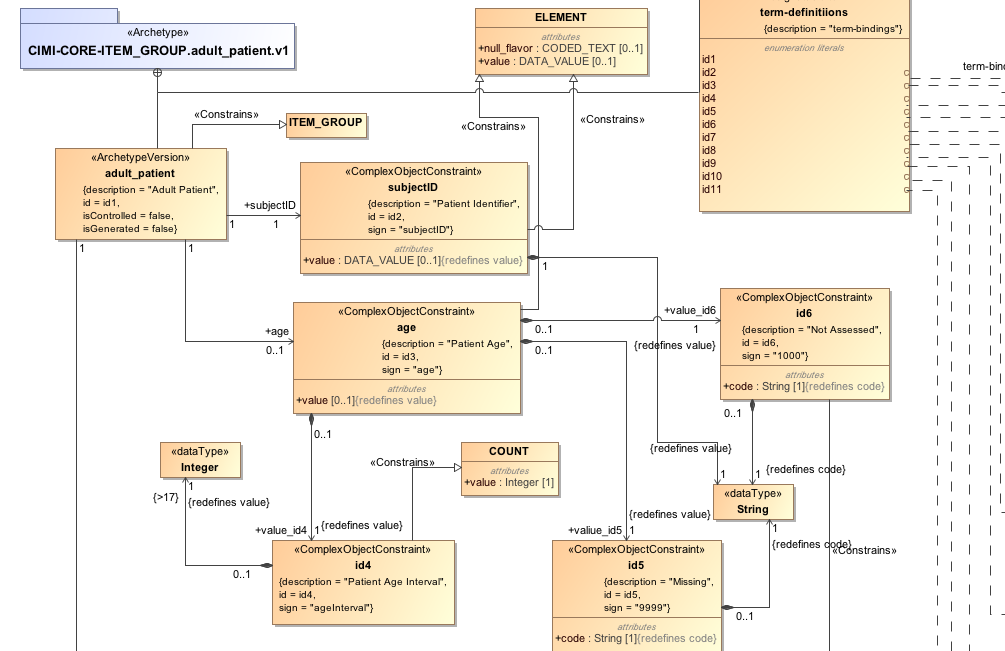 «Archetype»
CIMI-CORE-ITEM_GROUP.adult_patient.v1
ELEMENT
attributes
+null_flavor : CODED_TEXT [0..1]
+value : DATA_VALUE [0..1]
term-definitiions
{description = "term-bindings"}
enumeration literals
id1
id2
id3
id4
id5
id6
id7
id8
id9
id10
id11
c
c
c
c
c
c
c
c
c
c
«Constrains»
ITEM_GROUP
«Constrains»
«Constrains»
«ArchetypeVersion»
adult_patient
{description = "Adult Patient",
id = id1,
isControlled = false,
isGenerated = false}
+subjectID
1
1
1
1
«ComplexObjectConstraint»
subjectID
{description = "Patient Identifier",
id = id2,
sign = "subjectID"}
attributes
+value : DATA_VALUE [0..1]{redefines value}
1
+age
0..1
«ComplexObjectConstraint»
age
{description = "Patient Age",
id = id3,
sign = "age"}
attributes
+value [0..1]{redefines value}
0..1
0..1
0..1
+value_id6
1
{redefines value}
«ComplexObjectConstraint»
id6
{description = "Not Assessed",
id = id6,
sign = "1000"}
attributes
+code : String [1]{redefines code}
0..1
{redefines value}
1
1
{redefines code}
«dataType»
String
1
{redefines code}
«Constrains»
«dataType»
Integer
1
{>17}
{redefines value}
0..1
«Constrains»
COUNT
attributes
+value : Integer [1]
+value_id4
1
{redefines value}
«ComplexObjectConstraint»
id4
{description = "Patient Age Interval",
id = id4,
sign = "ageInterval"}
{redefines value}
+valiue_id5
1
«ComplexObjectConstraint»
id5
{description = "Missing",
id = id5,
sign = "9999"}
attributes
+code : String [1]{redefines code}
0..1